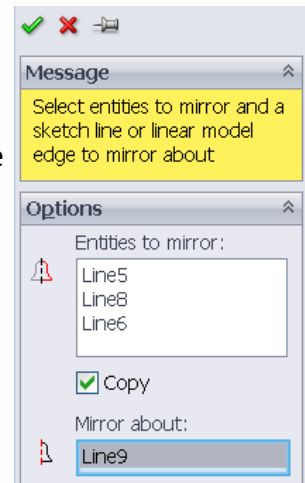 Message
Select entities to mirror and a
sketch line or linear model
edge to mirror about
e
Options
Entities to mirror:
Line5
Line8
Line6
Copy
Mirror about:
Line9